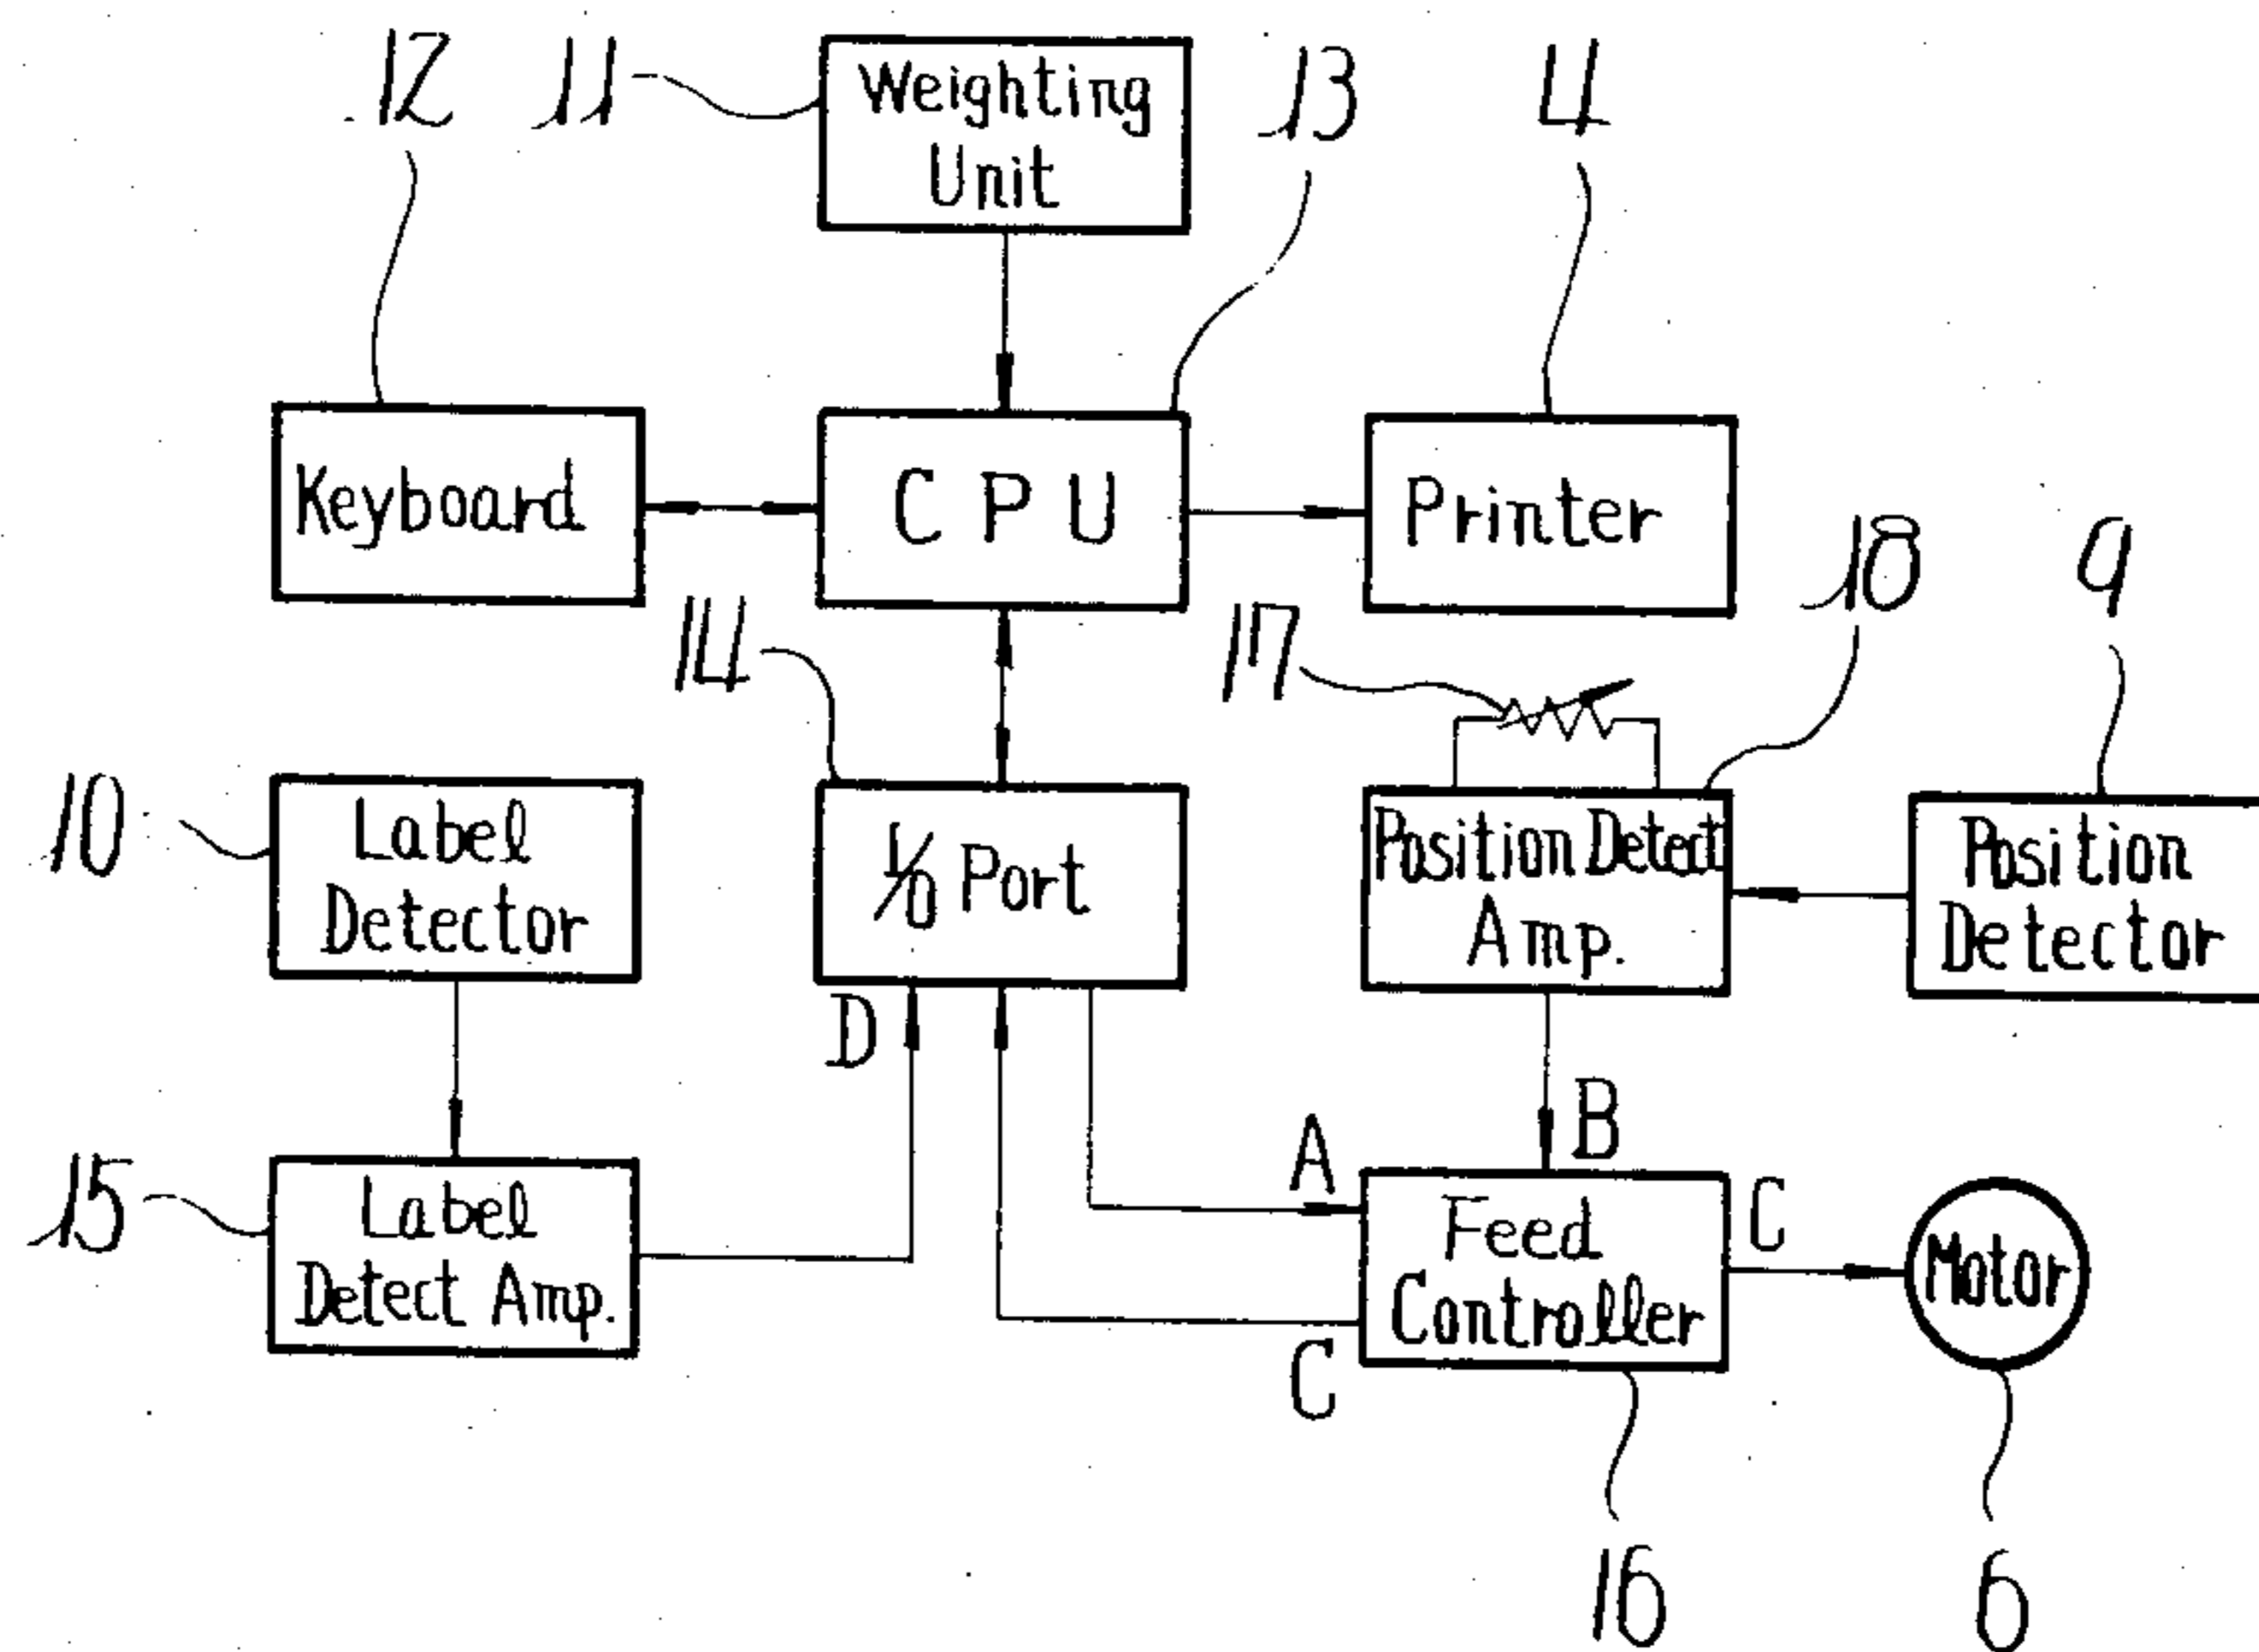 12
11
Weighting
Unit
13
4
Keyboard
C P U
Printer
14
17
18
9
10
Label
Detector
I/O Port
Position Detect
Amp.
Position
Detector
D
B
A
15
Label
Detect Amp.
Feed
Controller
C
Motor
C
16
6